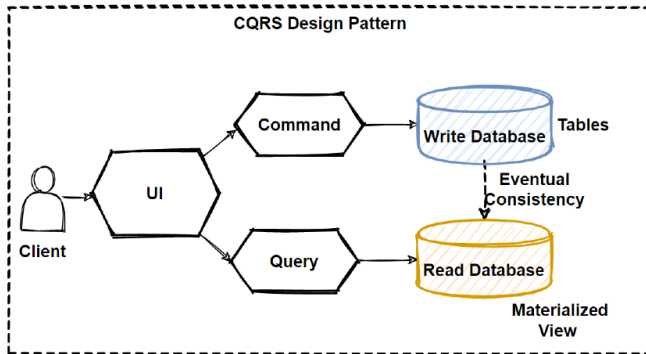 CQRS Design Pattern
Command
Write Database
Tables
UI
Eventual
Consistency
Client
Query
Read Database
Materialized
View